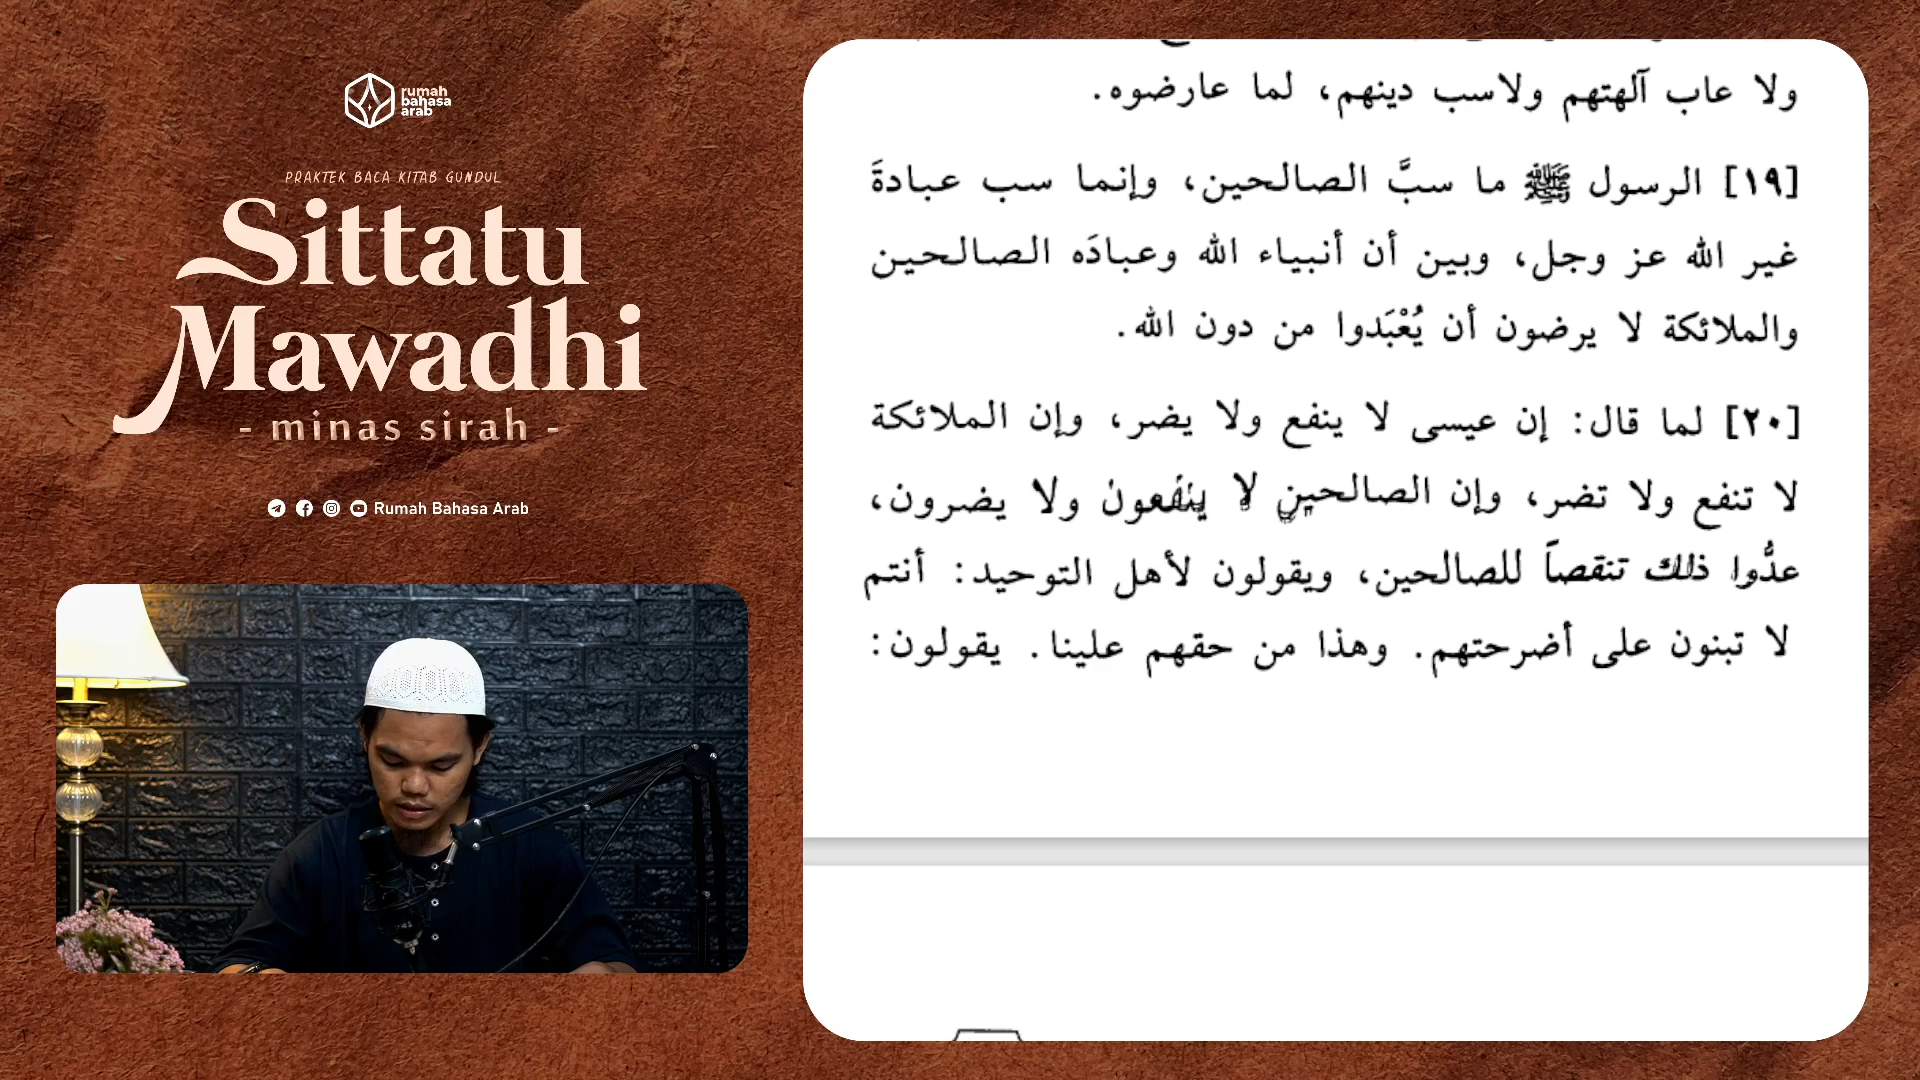 rumah
bahasa
arab
PRAKTEK BACA KITAB GUNDUL
Sittatu
Mawadhi
- minas sirah -
Rumah Bahasa Arab
ولا عاب آلهتهم ولاسب دينهم، لما عارضوه.
[١٩] الرسول ﷺ ما سبَّ الصالحين، وإنما سب عبادةَ
غير الله عز وجل، وبين أن أنبياء الله وعبادَه الصالحين
والملائكة لا يرضون أن يُعْبَدوا من دون الله.
[٢٠] لما قال: إن عيسى لا ينفع ولا يضر، وإن الملائكة
لا تنفع ولا تضر، وإن الصالحين لا ينفعون ولا يضرون،
عدُّوا ذلك تنقصاً للصالحين، ويقولون لأهل التوحيد: أنتم
لا تبنون على أضرحتهم. وهذا من حقهم علينا. يقولون: